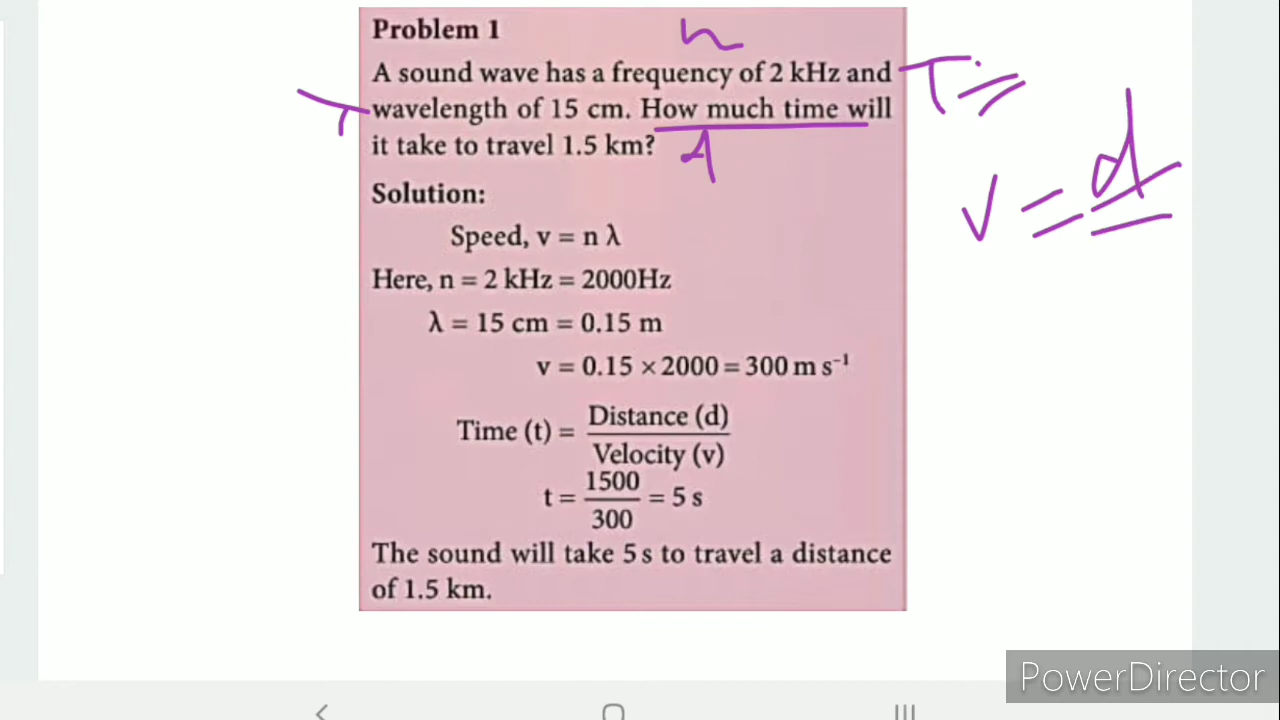 Problem 1
n
A sound wave has a frequency of 2 kHz and
T =
wavelength of 15 cm. How much time will
it take to travel 1.5 km?
d
v = d
Solution:
Speed, v = n λ
Here, n = 2 kHz = 2000Hz
λ = 15 cm = 0.15 m
v = 0.15 × 2000 = 300 m s⁻¹
Time (t) = Distance (d) / Velocity (v)
t = 1500 / 300 = 5 s
The sound will take 5 s to travel a distance
of 1.5 km.
PowerDirector